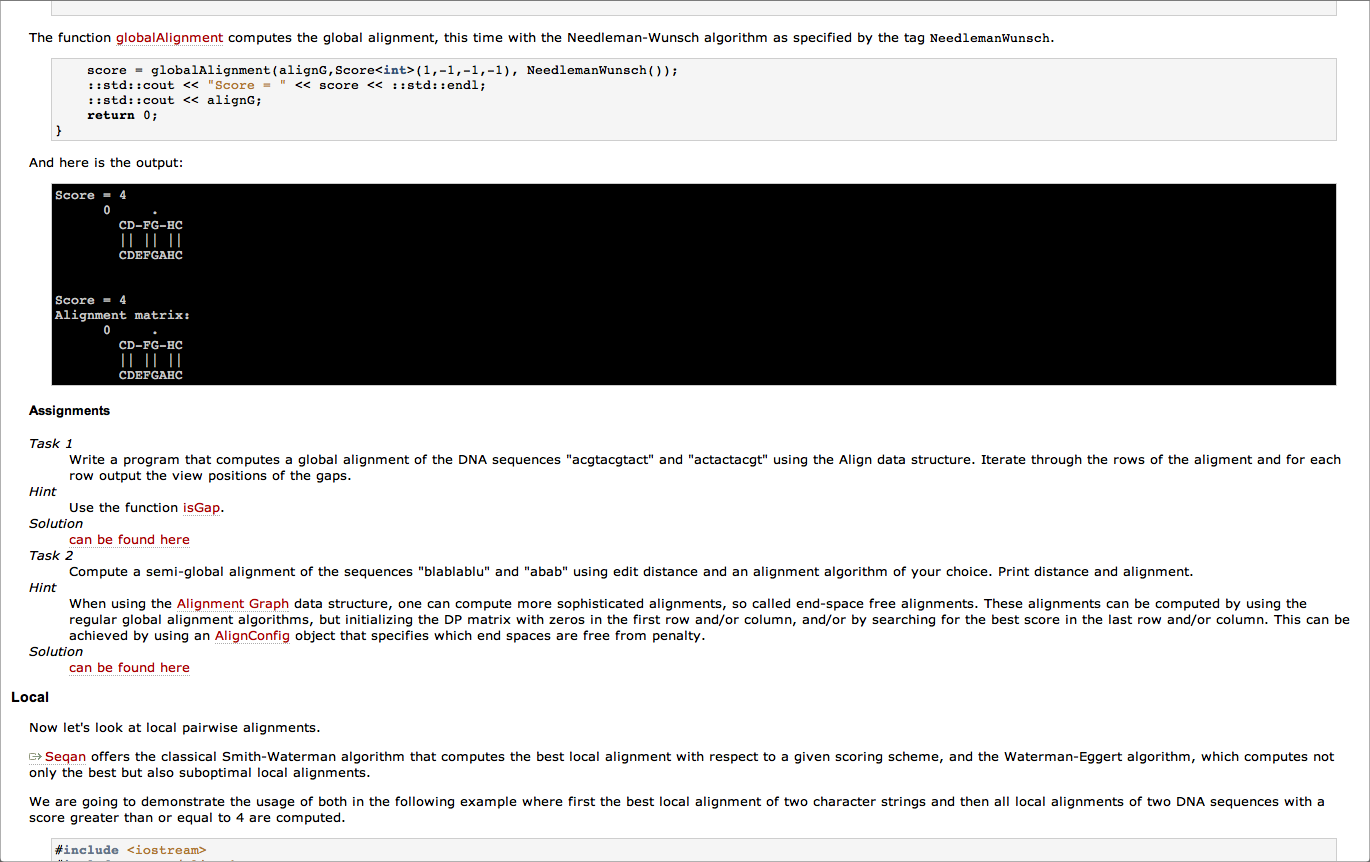 The function globalAlignment computes the global alignment, this time with the Needleman-Wunsch algorithm as specified by the tag NeedlemanWunsch.
score = globalAlignment(alignG,Score<int>(1,-1,-1,-1), NeedlemanWunsch());
::std::cout << "Score = " << score << ::std::endl;
::std::cout << alignG;
return 0;
}
And here is the output:
Score = 4
0 .
CD-FG-HC
|| || ||
CDEFGAHC
Score = 4
Alignment matrix:
0 .
CD-FG-HC
|| || ||
CDEFGAHC
Assignments
Task 1
Write a program that computes a global alignment of the DNA sequences "acgtacgtact" and "actactacgt" using the Align data structure. Iterate through the rows of the aligment and for each
row output the view positions of the gaps.
Hint
Use the function isGap.
Solution
can be found here
Task 2
Compute a semi-global alignment of the sequences "blablablu" and "abab" using edit distance and an alignment algorithm of your choice. Print distance and alignment.
Hint
When using the Alignment Graph data structure, one can compute more sophisticated alignments, so called end-space free alignments. These alignments can be computed by using the
regular global alignment algorithms, but initializing the DP matrix with zeros in the first row and/or column, and/or by searching for the best score in the last row and/or column. This can be
achieved by using an AlignConfig object that specifies which end spaces are free from penalty.
Solution
can be found here
Local
Now let's look at local pairwise alignments.
Seqan offers the classical Smith-Waterman algorithm that computes the best local alignment with respect to a given scoring scheme, and the Waterman-Eggert algorithm, which computes not
only the best but also suboptimal local alignments.
We are going to demonstrate the usage of both in the following example where first the best local alignment of two character strings and then all local alignments of two DNA sequences with a
score greater than or equal to 4 are computed.
#include <iostream>